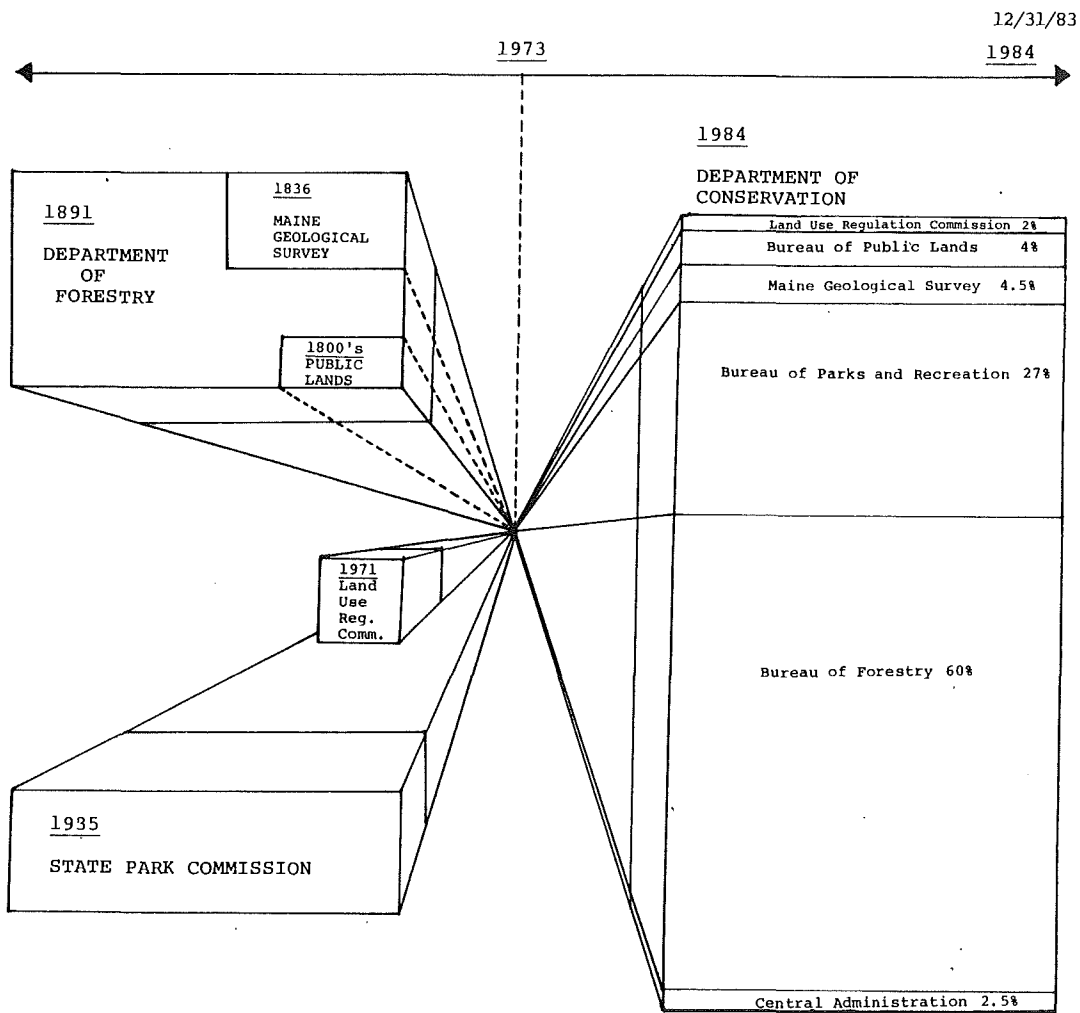 12/31/83
1973
1984
1984
DEPARTMENT OF
CONSERVATION
1891
DEPARTMENT
OF
FORESTRY
1836
MAINE
GEOLOGICAL
SURVEY
1800's
PUBLIC
LANDS
Land Use Regulation Commission 2%
Bureau of Public Lands 4%
Maine Geological Survey 4.5%
Bureau of Parks and Recreation 27%
1971
Land
Use
Reg.
Comm.
Bureau of Forestry 60%
1935
STATE PARK COMMISSION
Central Administration 2.5%